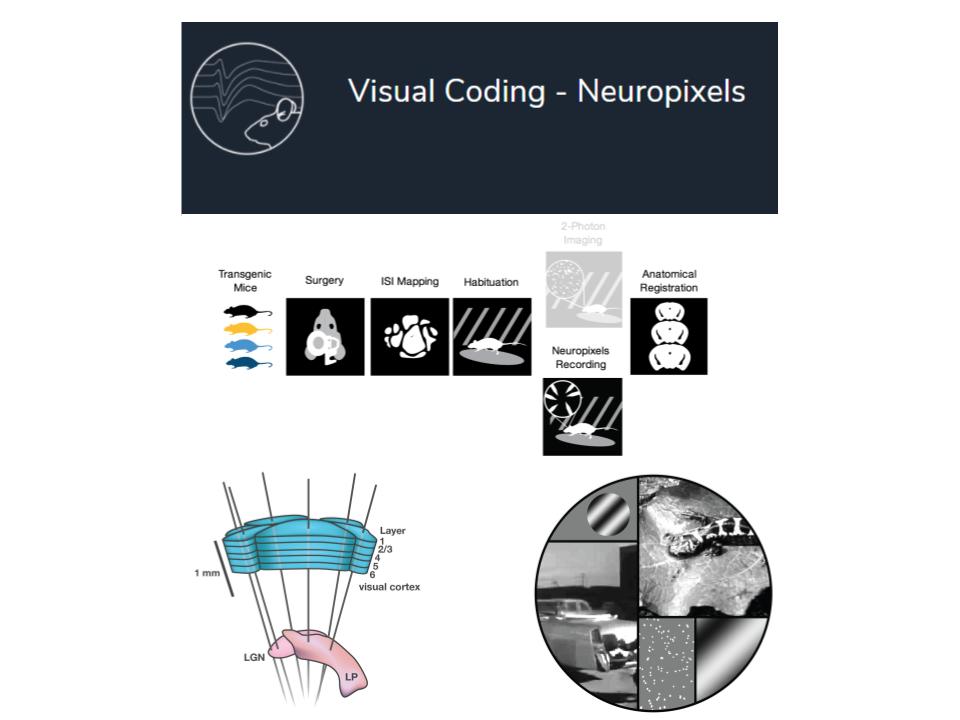 Visual Coding - Neuropixels
2-Photon
Imaging
Transgenic
Mice
Surgery
ISI Mapping
Habituation
Anatomical
Registration
Neuropixels
Recording
Layer
1
2/3
4
5
6
1 mm
visual cortex
LGN
LP